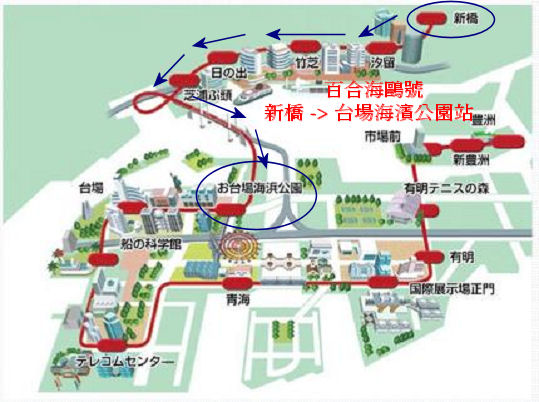 新橋
汐留
竹芝
日の出
芝浦ふ頭
百合海鷗號
新橋 -> 台場海濱公園站
豊洲
市場前
新豊洲
台場
お台場海浜公園
有明テニスの森
船の科学館
有明
国際展示場正門
青海
テレコムセンター